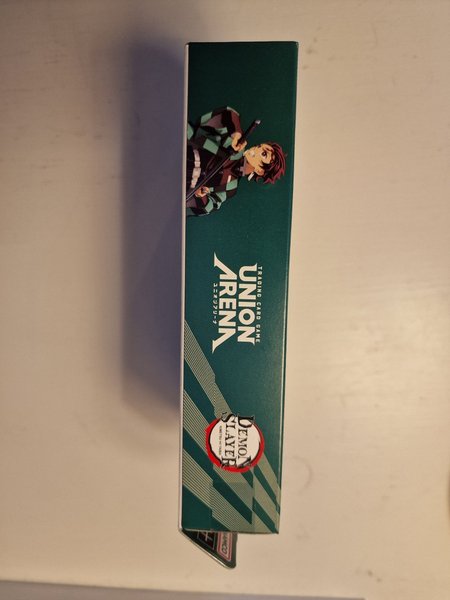 TRADING CARD GAME
UNION
ARENA
ユニオンアリーナ
DEMON
SLAYER